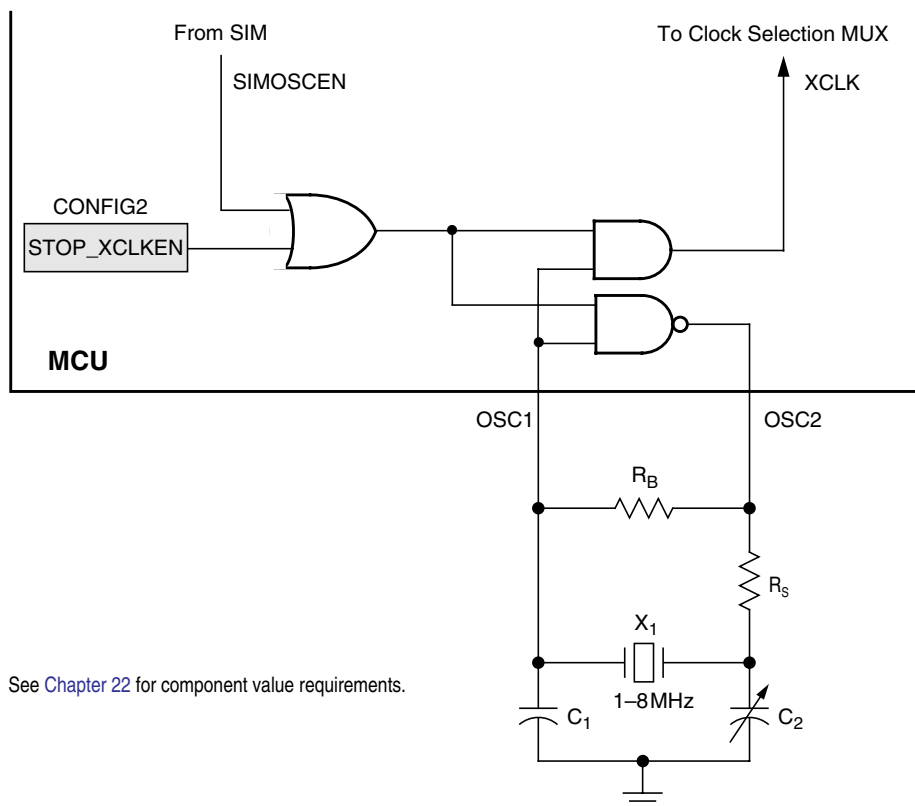 From SIM
To Clock Selection MUX
SIMOSCEN
XCLK
CONFIG2
STOP_XCLKEN
MCU
OSC1
OSC2
RB
RS
X1
1–8MHz
See Chapter 22 for component value requirements.
C1
C2